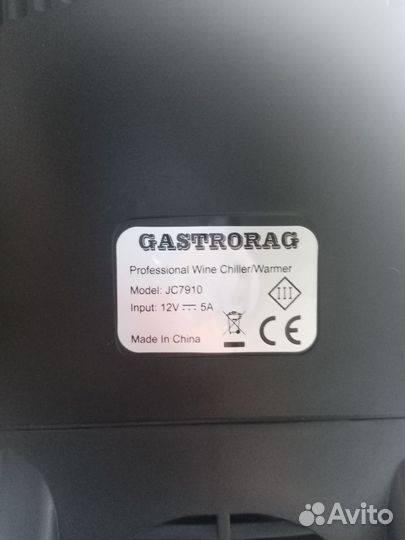 GASTRORAG
Professional Wine Chiller/Warmer
Model: JC7910
Input: 12V ⎓ 5A
III
Made In China
CE
Avito